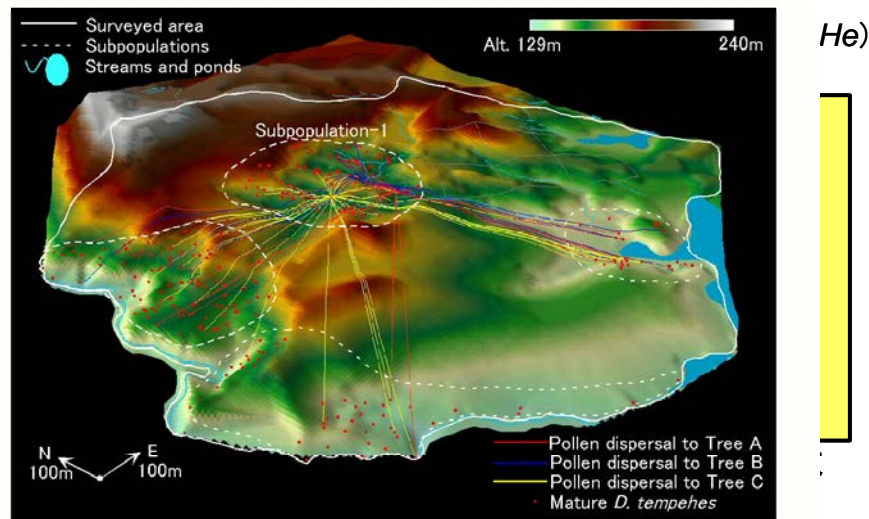 Surveyed area
Subpopulations
Streams and ponds
Alt. 129m 240m
He)
Subpopulation-1
N
100m
E
100m
Pollen dispersal to Tree A
Pollen dispersal to Tree B
Pollen dispersal to Tree C
Mature D. tempehes